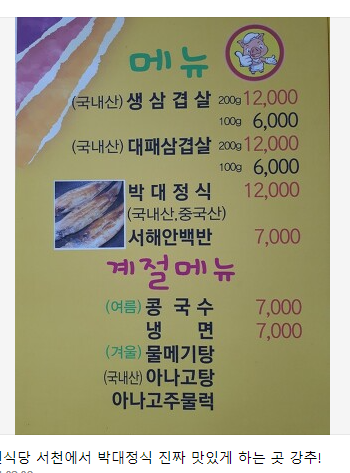 메뉴
(국내산) 생삼겹살 200g 12,000
100g 6,000
(국내산) 대패삼겹살 200g 12,000
100g 6,000
박대정식 12,000
(국내산,중국산)
서해안백반 7,000
계절메뉴
(여름) 콩국수 7,000
냉면 7,000
(겨울) 물메기탕
(국내산) 아나고탕
아나고주물럭
식당 서천에서 박대정식 진짜 맛있게 하는 곳 강추!